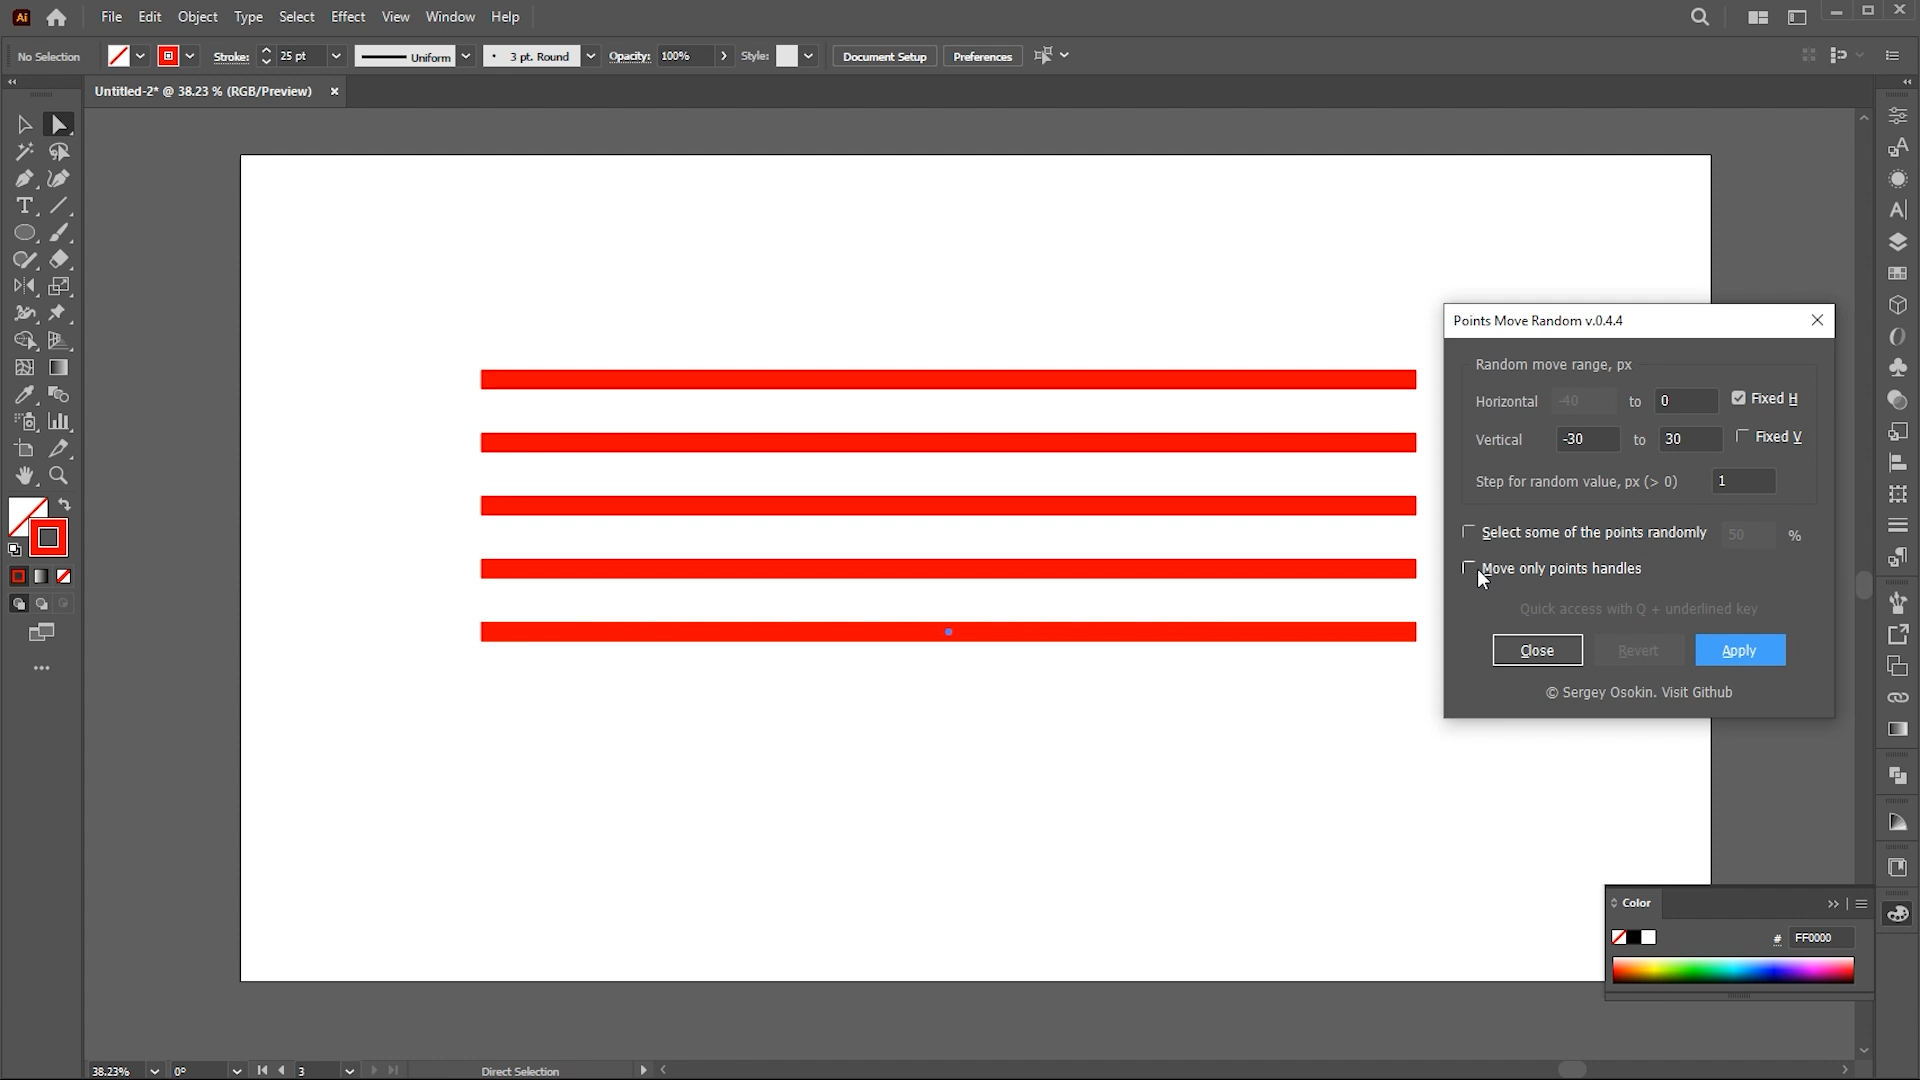 Ai File Edit Object Type Select Effect View Window Help
No Selection Stroke: 25 pt Uniform 3 pt. Round Opacity: 100% Style: Document Setup Preferences
Untitled-2* @ 38.23 % (RGB/Preview)
Points Move Random v.0.4.4
Random move range, px
Horizontal -40 to 0 Fixed H
Vertical -30 to 30 Fixed V
Step for random value, px (> 0) 1
Select some of the points randomly 50 %
Move only points handles
Quick access with Q + underlined key
Close Revert Apply
© Sergey Osokin. Visit Github
Color
# FF0000
38.23% 0° 3 Direct Selection